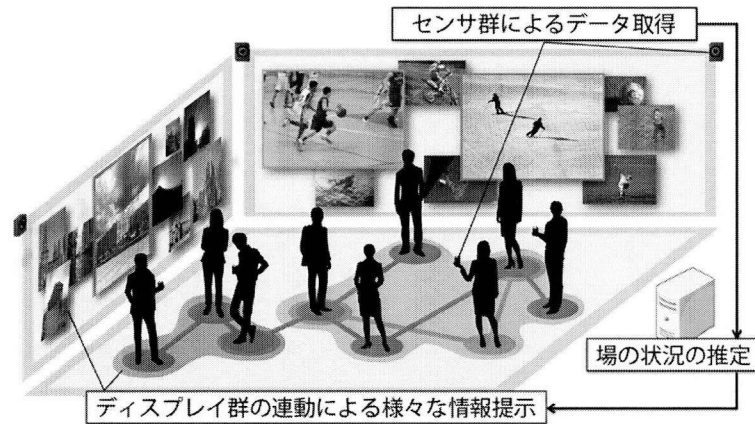 センサ群によるデータ取得
場の状況の推定
ディスプレイ群の連動による様々な情報提示